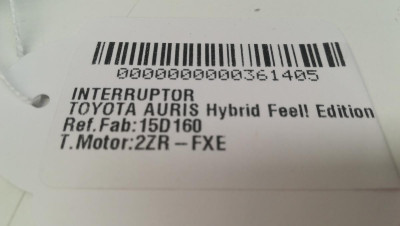 0000000000361405
INTERRUPTOR
TOYOTA AURIS Hybrid Feel! Edition
Ref.Fab:15D160
T.Motor:2ZR-FXE